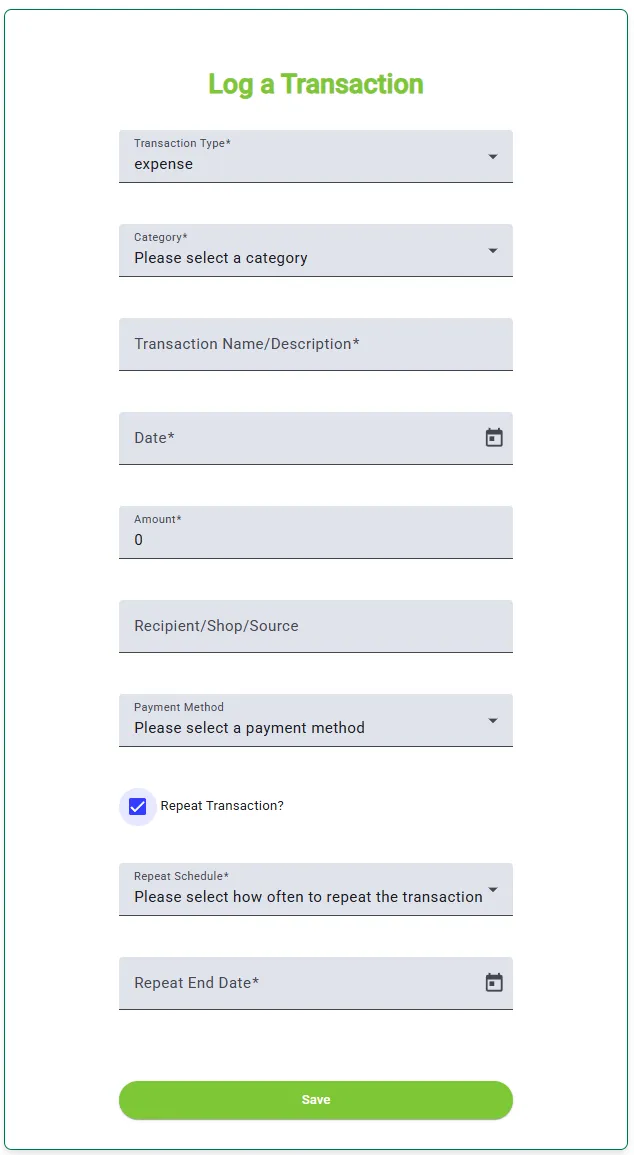 Log a Transaction
Transaction Type*
expense
Category*
Please select a category
Transaction Name/Description*
Date*
Amount*
0
Recipient/Shop/Source
Payment Method
Please select a payment method
Repeat Transaction?
Repeat Schedule*
Please select how often to repeat the transaction
Repeat End Date*
Save